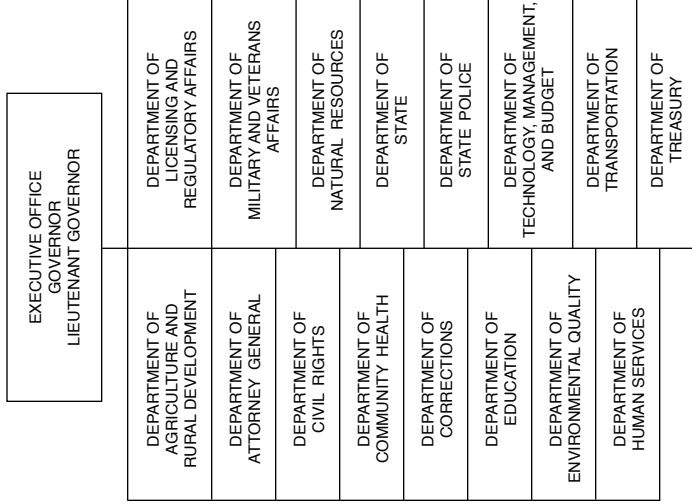 EXECUTIVE OFFICE
GOVERNOR
LIEUTENANT GOVERNOR
DEPARTMENT OF
AGRICULTURE AND
RURAL DEVELOPMENT
DEPARTMENT OF
ATTORNEY GENERAL
DEPARTMENT OF
CIVIL RIGHTS
DEPARTMENT OF
COMMUNITY HEALTH
DEPARTMENT OF
CORRECTIONS
DEPARTMENT OF
EDUCATION
DEPARTMENT OF
ENVIRONMENTAL QUALITY
DEPARTMENT OF
HUMAN SERVICES
DEPARTMENT OF
LICENSING AND
REGULATORY AFFAIRS
DEPARTMENT OF
MILITARY AND VETERANS
AFFAIRS
DEPARTMENT OF
NATURAL RESOURCES
DEPARTMENT OF
STATE
DEPARTMENT OF
STATE POLICE
DEPARTMENT OF
TECHNOLOGY, MANAGEMENT,
AND BUDGET
DEPARTMENT OF
TRANSPORTATION
DEPARTMENT OF
TREASURY